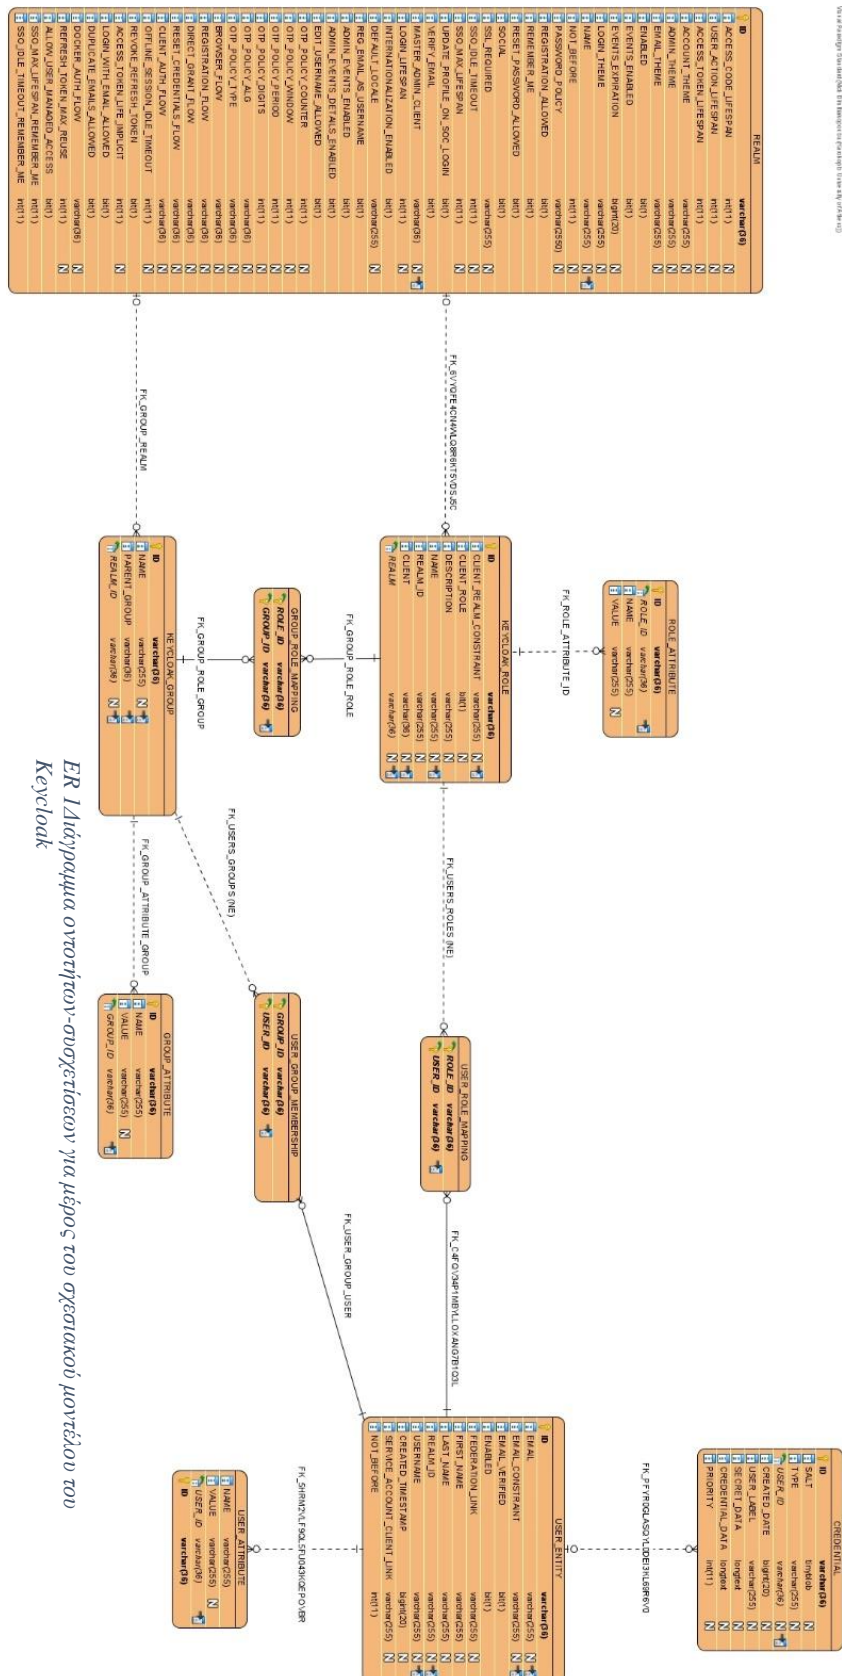 REALM
ID varchar(36)
ACCESS_CODE_LIFESPAN int(11) N
USER_ACTION_LIFESPAN int(11) N
ACCESS_TOKEN_LIFESPAN int(11) N
ACCOUNT_THEME varchar(255) N
ADMIN_THEME varchar(255) N
EMAIL_THEME varchar(255) N
ENABLED bit(1)
EVENTS_ENABLED bit(1)
EVENTS_EXPIRATION bigint(20) N
LOGIN_THEME varchar(255) N
NAME varchar(255) N
NOT_BEFORE int(11) N
PASSWORD_POLICY varchar(2550) N
REGISTRATION_ALLOWED bit(1)
REMEMBER_ME bit(1)
RESET_PASSWORD_ALLOWED bit(1)
SOCIAL bit(1)
SSL_REQUIRED varchar(255) N
SSO_IDLE_TIMEOUT int(11) N
SSO_MAX_LIFESPAN int(11) N
UPDATE_PROFILE_ON_SOC_LOGIN bit(1)
VERIFY_EMAIL bit(1)
MASTER_ADMIN_CLIENT varchar(36) N
LOGIN_LIFESPAN int(11) N
INTERNATIONALIZATION_ENABLED bit(1)
DEFAULT_LOCALE varchar(255) N
REG_EMAIL_AS_USERNAME bit(1)
ADMIN_EVENTS_ENABLED bit(1)
ADMIN_EVENTS_DETAILS_ENABLED bit(1)
EDIT_USERNAME_ALLOWED bit(1)
OTP_POLICY_COUNTER int(11) N
OTP_POLICY_WINDOW int(11) N
OTP_POLICY_PERIOD int(11) N
OTP_POLICY_DIGITS int(11) N
OTP_POLICY_ALG varchar(36) N
OTP_POLICY_TYPE varchar(36) N
BROWSER_FLOW varchar(36) N
REGISTRATION_FLOW varchar(36) N
DIRECT_GRANT_FLOW varchar(36) N
RESET_CREDENTIALS_FLOW varchar(36) N
CLIENT_AUTH_FLOW varchar(36) N
OFFLINE_SESSION_IDLE_TIMEOUT int(11) N
REVOKE_REFRESH_TOKEN bit(1)
ACCESS_TOKEN_LIFE_IMPLICIT int(11) N
LOGIN_WITH_EMAIL_ALLOWED bit(1)
DUPLICATE_EMAILS_ALLOWED bit(1)
DOCKER_AUTH_FLOW varchar(36) N
REFRESH_TOKEN_MAX_REUSE int(11) N
ALLOW_USER_MANAGED_ACCESS bit(1)
SSO_MAX_LIFESPAN_REMEMBER_ME int(11)
SSO_IDLE_TIMEOUT_REMEMBER_ME int(11)
FK_GROUP_REALM
ROLE_ATTRIBUTE
ID varchar(36)
ROLE_ID varchar(36)
NAME varchar(255)
VALUE varchar(255) N
FK_ROLE_ATTRIBUTE_ID
KEYCLOAK_ROLE
ID varchar(36)
CLIENT_REALM_CONSTRAINT varchar(255) N
CLIENT_ROLE bit(1) N
DESCRIPTION varchar(255) N
NAME varchar(255) N
REALM_ID varchar(255) N
CLIENT varchar(36) N
REALM varchar(36) N
FK_GROUP_ROLE_ROLE
GROUP_ROLE_MAPPING
ROLE_ID varchar(36)
GROUP_ID varchar(36)
FK_GROUP_ROLE_GROUP
KEYCLOAK_GROUP
ID varchar(36)
NAME varchar(255) N
PARENT_GROUP varchar(36)
REALM_ID varchar(36) N
FK_USERS_ROLES (NE)
FK_USERS_GROUPS (NE)
FK_GROUP_ATTRIBUTE_GROUP
USER_ROLE_MAPPING
ROLE_ID varchar(36)
USER_ID varchar(36)
USER_GROUP_MEMBERSHIP
GROUP_ID varchar(36)
USER_ID varchar(36)
GROUP_ATTRIBUTE
ID varchar(36)
NAME varchar(255)
VALUE varchar(255) N
GROUP_ID varchar(36)
FK_USER_GROUP_USER
CREDENTIAL
ID varchar(36)
SALT tinyblob N
TYPE varchar(255) N
USER_ID varchar(36) N
CREATED_DATE bigint(20) N
USER_LABEL varchar(255) N
SECRET_DATA longtext N
CREDENTIAL_DATA longtext N
PRIORITY int(11) N
USER_ENTITY
ID varchar(36)
EMAIL varchar(255) N
EMAIL_CONSTRAINT varchar(255) N
EMAIL_VERIFIED bit(1)
ENABLED bit(1)
FEDERATION_LINK varchar(255) N
FIRST_NAME varchar(255) N
LAST_NAME varchar(255) N
REALM_ID varchar(255) N
USERNAME varchar(255) N
CREATED_TIMESTAMP bigint(20) N
SERVICE_ACCOUNT_CLIENT_LINK varchar(255) N
NOT_BEFORE int(11)
USER_ATTRIBUTE
NAME varchar(255)
VALUE varchar(255) N
USER_ID varchar(36)
ID varchar(36)
ER 1Διάγραμμα οντοτήτων-συσχετίσεων για μέρος του σχεσιακού μοντέλου του
Keycloak